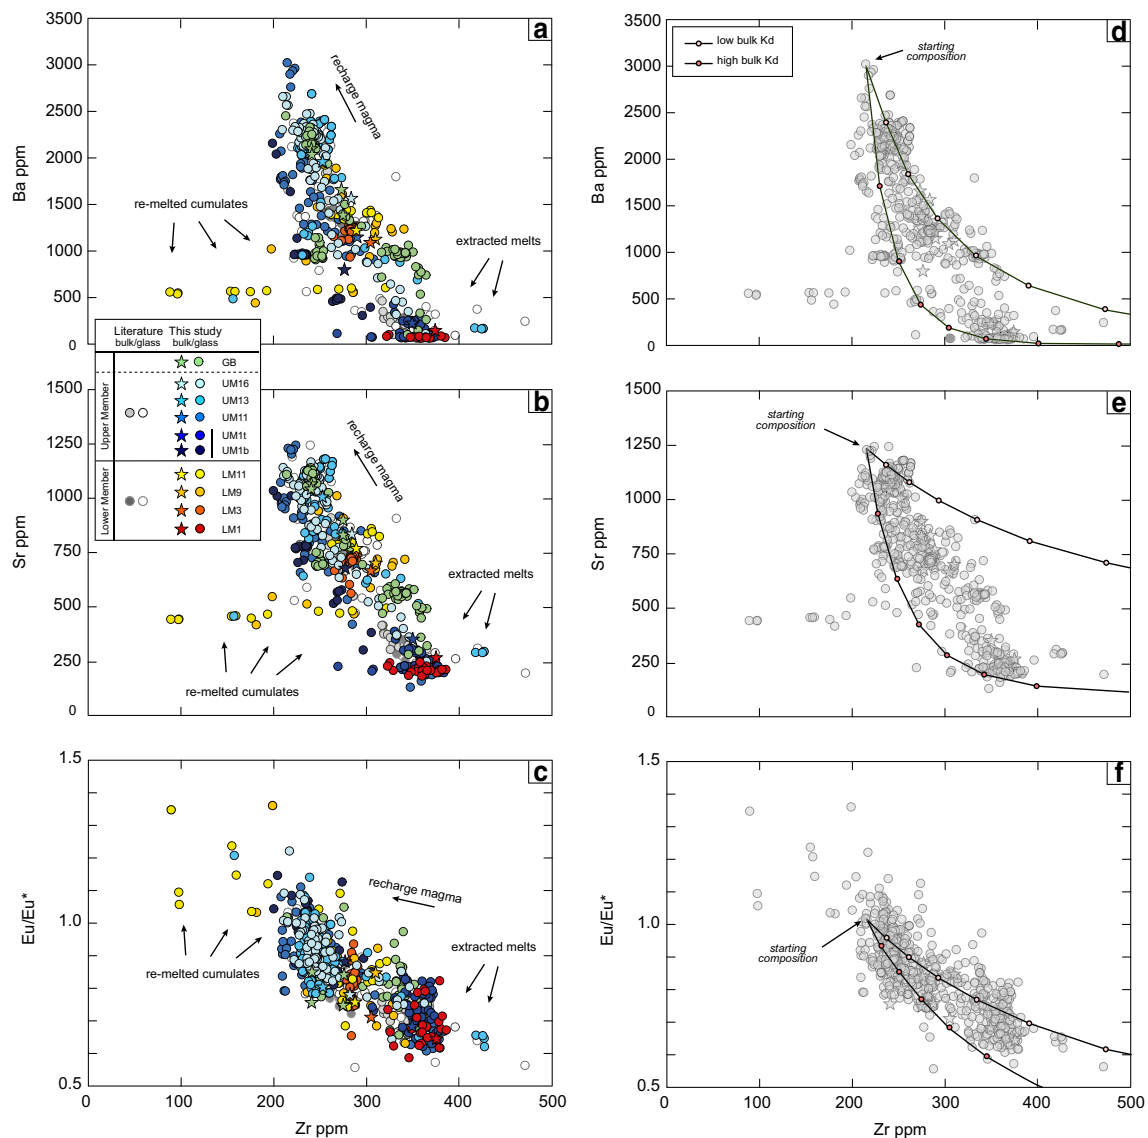 3500
3000
2500
2000
1500
1000
500
0
Ba ppm
a
recharge magma
re-melted cumulates
extracted melts
3500
3000
2500
2000
1500
1000
500
0
Ba ppm
d
low bulk Kd
high bulk Kd
starting
composition
Literature This study
bulk/glass bulk/glass
GB
Upper Member
UM16
UM13
UM11
UM1t
UM1b
Lower Member
LM11
LM9
LM3
LM1
1500
1250
1000
750
500
250
0
Sr ppm
b
recharge magma
extracted melts
re-melted cumulates
1500
1250
1000
750
500
250
0
Sr ppm
e
starting
composition
1.5
1.0
0.5
Eu/Eu*
c
recharge magma
extracted melts
re-melted cumulates
0 100 200 300 400 500
Zr ppm
1.5
1.0
0.5
Eu/Eu*
f
starting
composition
0 100 200 300 400 500
Zr ppm